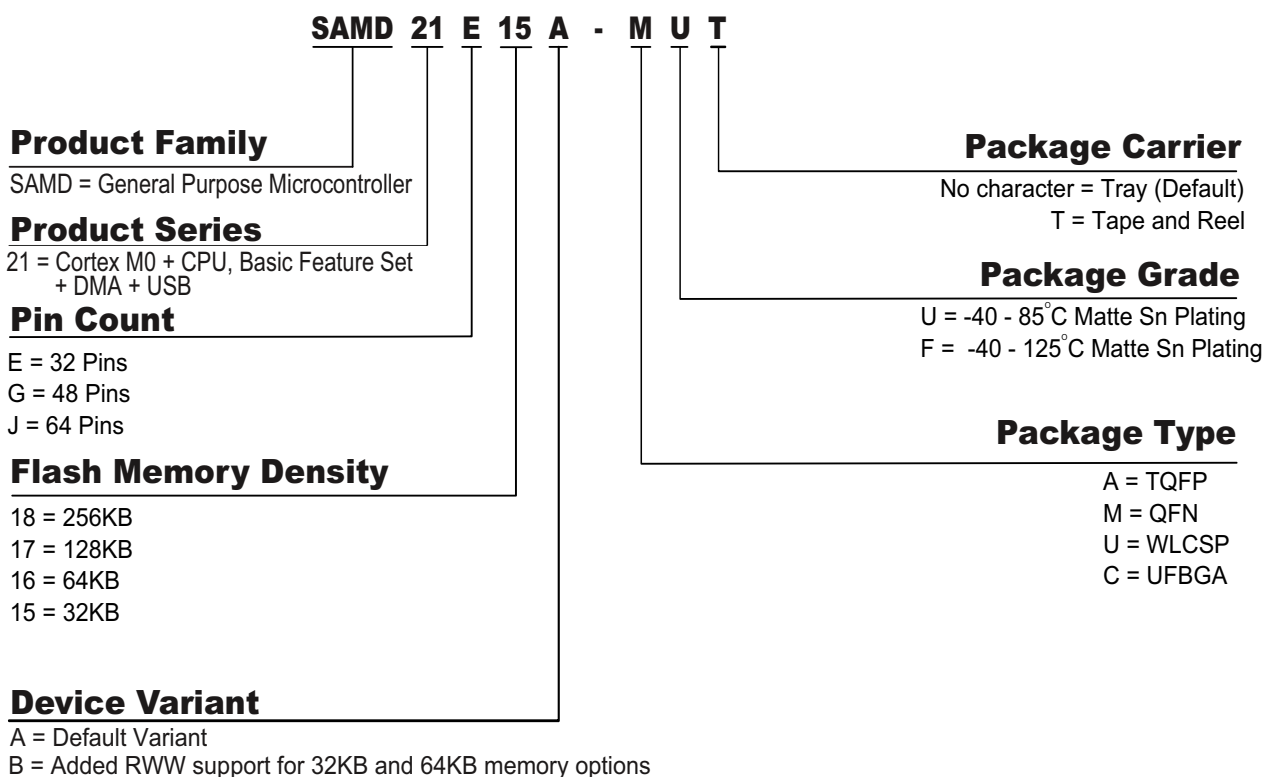 SAMD 21 E 15 A - M U T
Product Family
SAMD = General Purpose Microcontroller
Product Series
21 = Cortex M0 + CPU, Basic Feature Set
+ DMA + USB
Pin Count
E = 32 Pins
G = 48 Pins
J = 64 Pins
Flash Memory Density
18 = 256KB
17 = 128KB
16 = 64KB
15 = 32KB
Device Variant
A = Default Variant
B = Added RWW support for 32KB and 64KB memory options
Package Carrier
No character = Tray (Default)
T = Tape and Reel
Package Grade
U = -40 - 85°C Matte Sn Plating
F = -40 - 125°C Matte Sn Plating
Package Type
A = TQFP
M = QFN
U = WLCSP
C = UFBGA